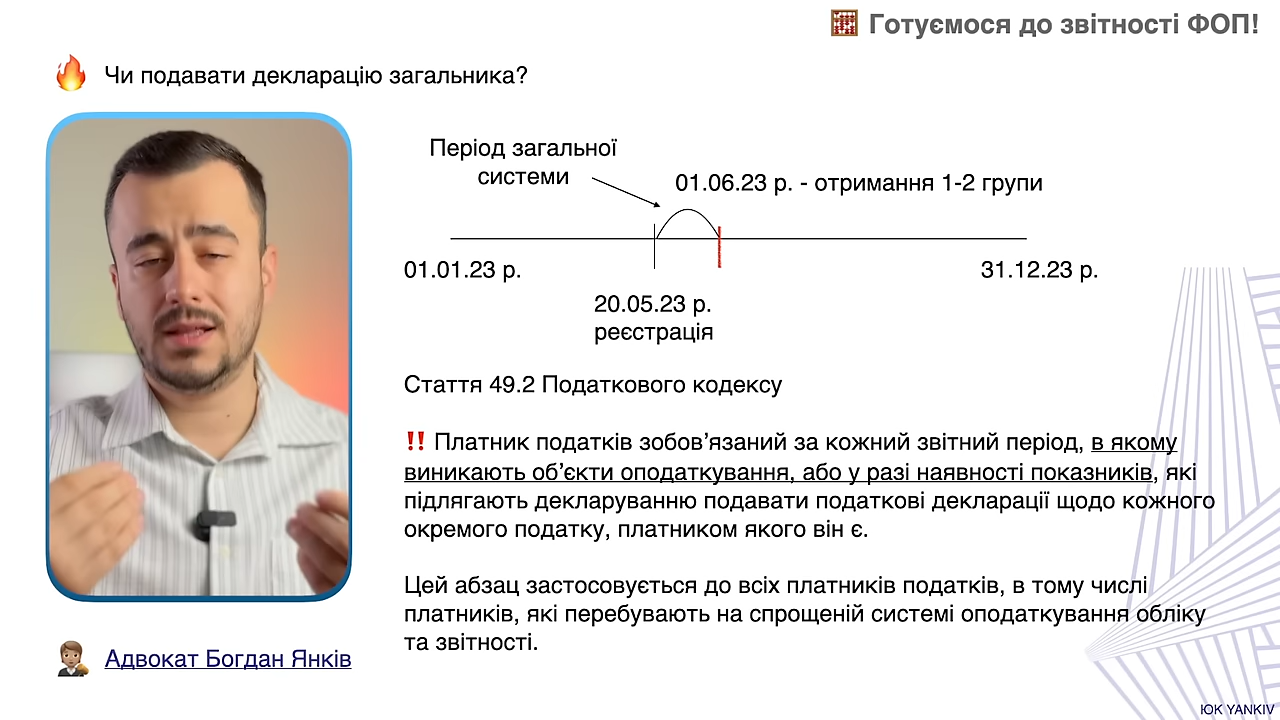 Готуємося до звітності ФОП!
Чи подавати декларацію загальника?
Період загальної
системи
01.06.23 р. - отримання 1-2 групи
01.01.23 р.
31.12.23 р.
20.05.23 р.
реєстрація
Стаття 49.2 Податкового кодексу
‼️ Платник податків зобов’язаний за кожний звітний період, в якому
виникають об’єкти оподаткування, або у разі наявності показників, які
підлягають декларуванню подавати податкові декларації щодо кожного
окремого податку, платником якого він є.
Цей абзац застосовується до всіх платників податків, в тому числі
платників, які перебувають на спрощеній системі оподаткування обліку
та звітності.
Адвокат Богдан Янків
ЮК YANKIV